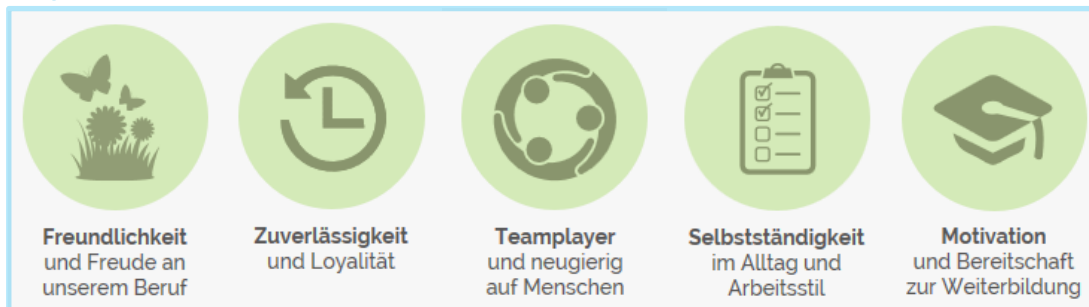 Freundlichkeit
und Freude an
unserem Beruf
Zuverlässigkeit
und Loyalität
Teamplayer
und neugierig
auf Menschen
Selbstständigkeit
im Alltag und
Arbeitsstil
Motivation
und Bereitschaft
zur Weiterbildung